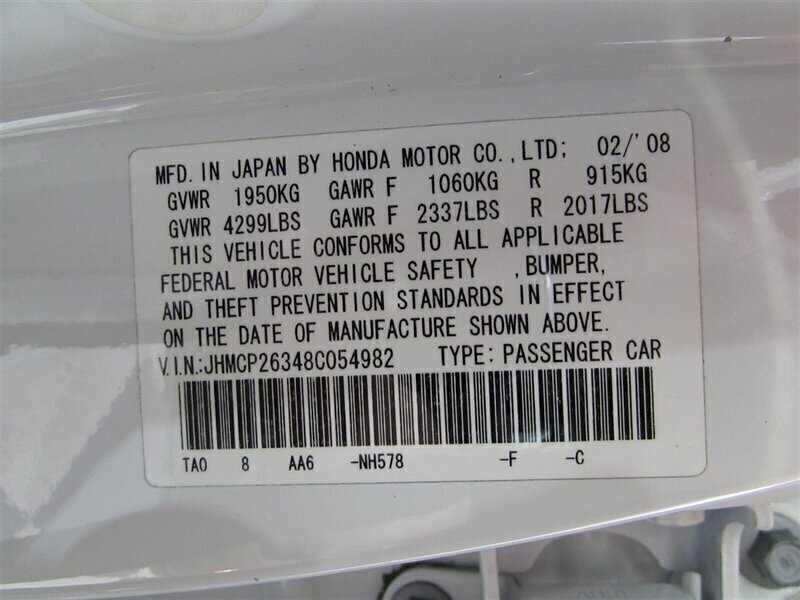 MFD. IN JAPAN BY HONDA MOTOR CO.,LTD; 02/'08
GVWR 1950KG GAWR F 1060KG R 915KG
GVWR 4299LBS GAWR F 2337LBS R 2017LBS
THIS VEHICLE CONFORMS TO ALL APPLICABLE
FEDERAL MOTOR VEHICLE SAFETY ,BUMPER,
AND THEFT PREVENTION STANDARDS IN EFFECT
ON THE DATE OF MANUFACTURE SHOWN ABOVE.
V.I.N.:JHMCP26348C054982 TYPE: PASSENGER CAR
TA0 8 AA6 -NH578 -F -C